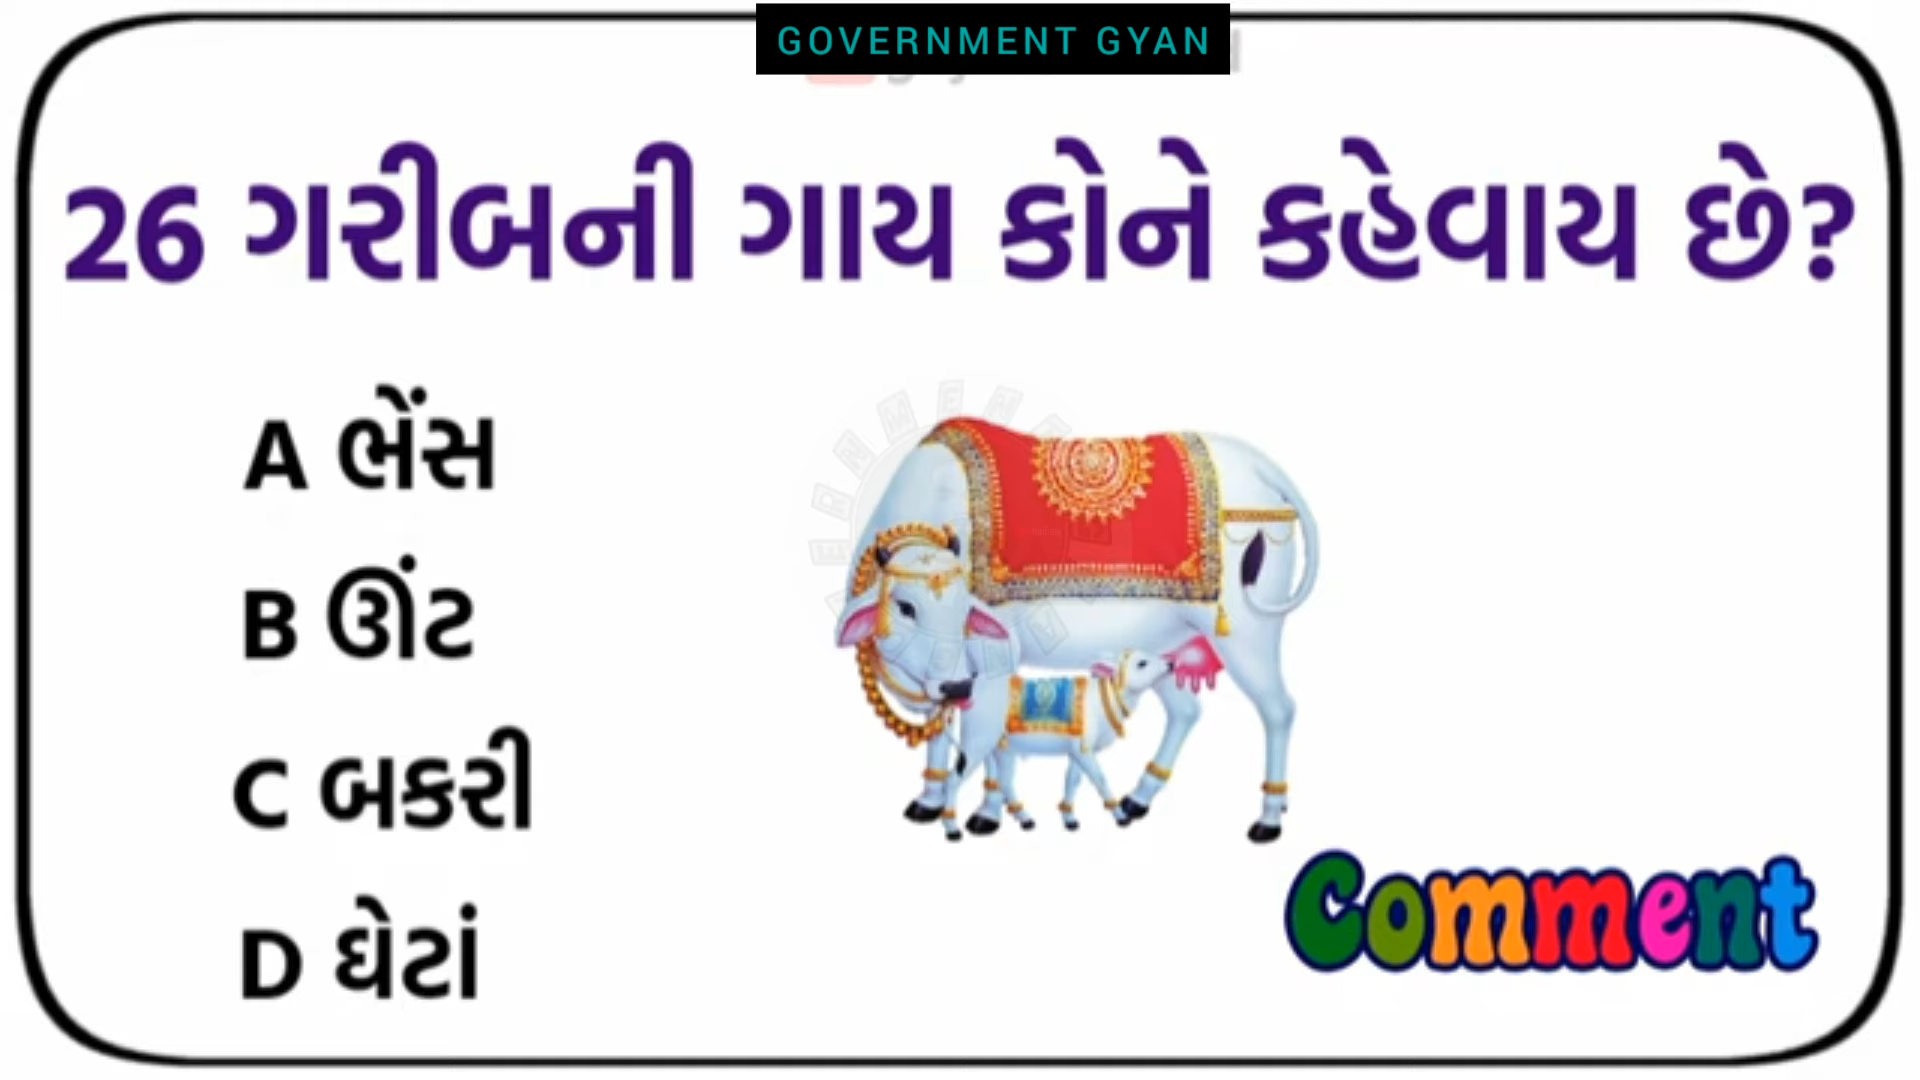 GOVERNMENT GYAN
26 ગરીબની ગાય કોને કહેવાય છે?
A ભેંસ
B ઊંટ
C બકરી
D ઘેટાં
Comment